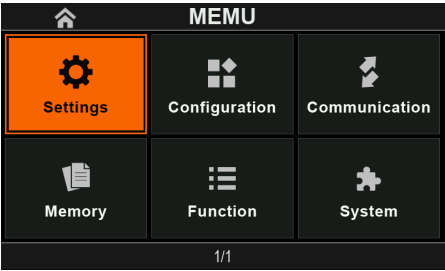 MEMU
Settings
Configuration
Communication
Memory
Function
System
1/1